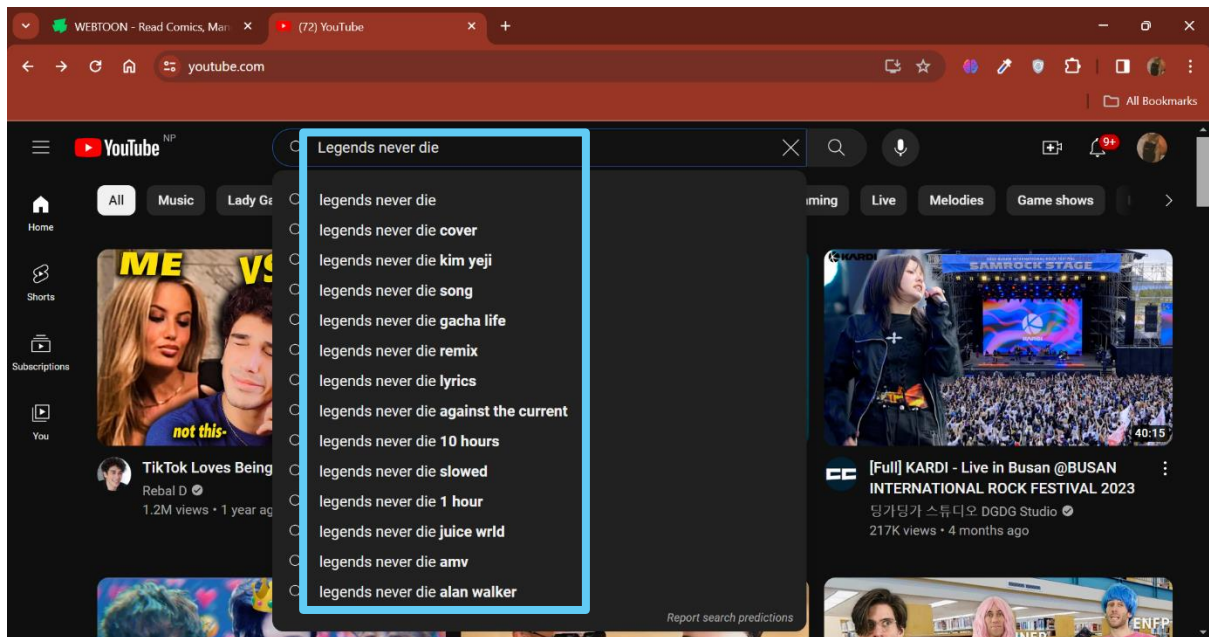 WEBTOON - Read Comics, Man
(72) YouTube
youtube.com
All Bookmarks
YouTube NP
Legends never die
All
Music
Lady Ga
Live
Melodies
Game shows
Home
Shorts
Subscriptions
You
legends never die
legends never die cover
legends never die kim yeji
legends never die song
legends never die gacha life
legends never die remix
legends never die lyrics
legends never die against the current
legends never die 10 hours
legends never die slowed
legends never die 1 hour
legends never die juice wrld
legends never die amv
legends never die alan walker
Report search predictions
9+
ME VS
not this-
TikTok Loves Being
Rebal D
1.2M views • 1 year ag
KARDI
SAMROCK STAGE
KARDI
40:15
[Full] KARDI - Live in Busan @BUSAN
INTERNATIONAL ROCK FESTIVAL 2023
딩가딩가 스튜디오 DGDG Studio
217K views • 4 months ago
INFP
ENFP